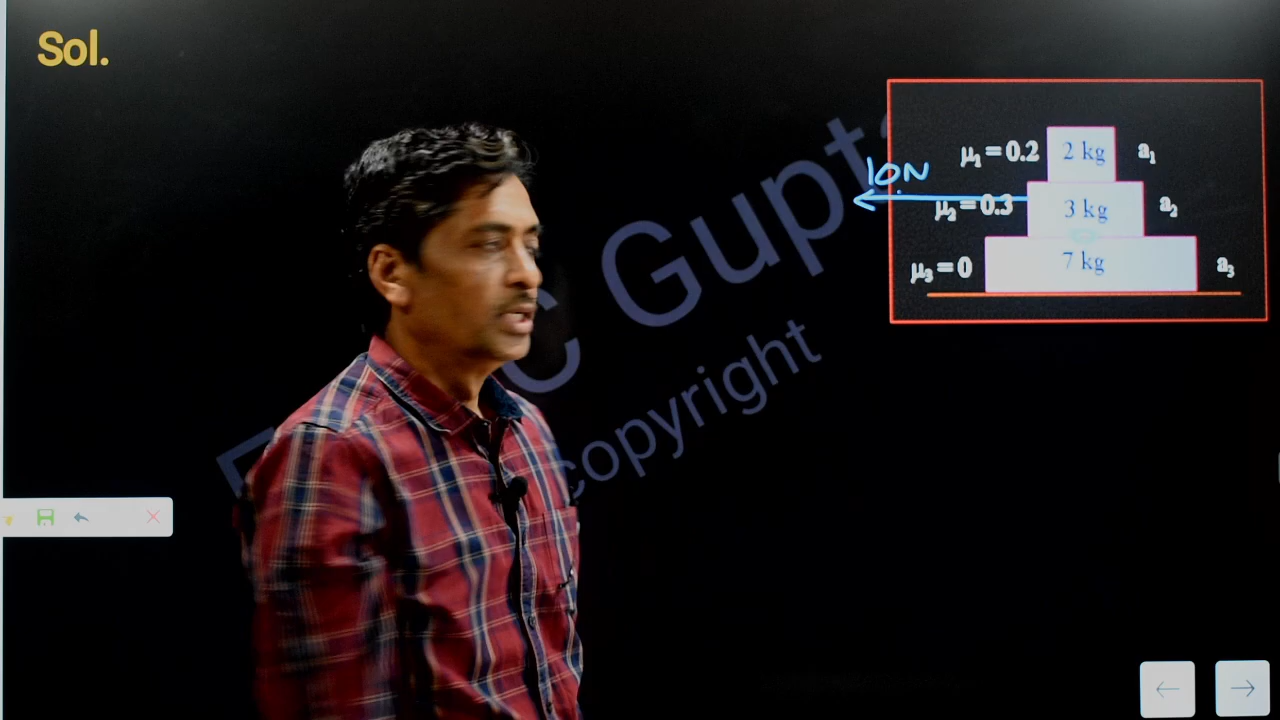 Sol.
C Gupta
copyright
10N
μ₁ = 0.2 2 kg a₁
μ₂ = 0.3 3 kg a₂
μ₃ = 0 7 kg a₃